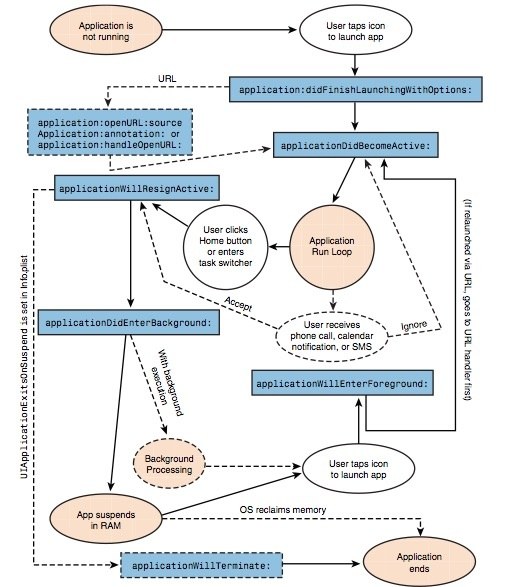 Application is
not running
User taps icon
to launch app
URL
application:didFinishLaunchingWithOptions:
application:openURL:source
Application:annotation: or
application:handleOpenURL:
applicationDidBecomeActive:
applicationWillResignActive:
User clicks
Home button
or enters
task switcher
Application
Run Loop
(If relaunched via URL, goes to URL handler first)
Accept
User receives
phone call, calendar
notification, or SMS
Ignore
applicationDidEnterBackground:
UIApplicationExitsOnSuspend is set in Info.plist
With background
execution
applicationWillEnterForeground:
Background
Processing
User taps icon
to launch app
App suspends
in RAM
OS reclaims memory
applicationWillTerminate:
Application
ends